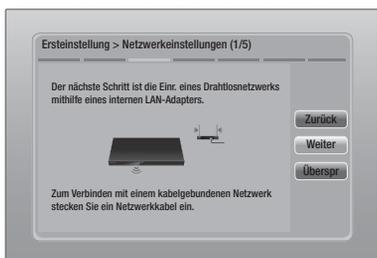 Ersteinstellung > Netzwerkeinstellungen (1/5)
Der nächste Schritt ist die Einr. eines Drahtlosnetzwerks
mithilfe eines internen LAN-Adapters.
Zurück
Weiter
Überspr
Zum Verbinden mit einem kabelgebundenen Netzwerk
stecken Sie ein Netzwerkkabel ein.